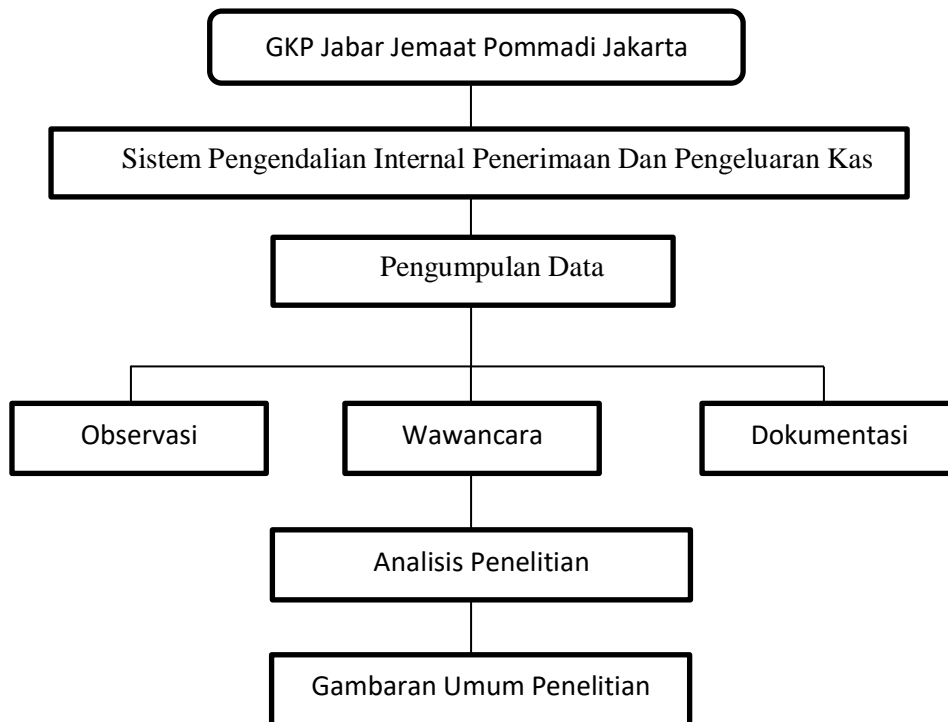 GKP Jabar Jemaat Pommadi Jakarta
Sistem Pengendalian Internal Penerimaan Dan Pengeluaran Kas
Pengumpulan Data
Observasi
Wawancara
Dokumentasi
Analisis Penelitian
Gambaran Umum Penelitian